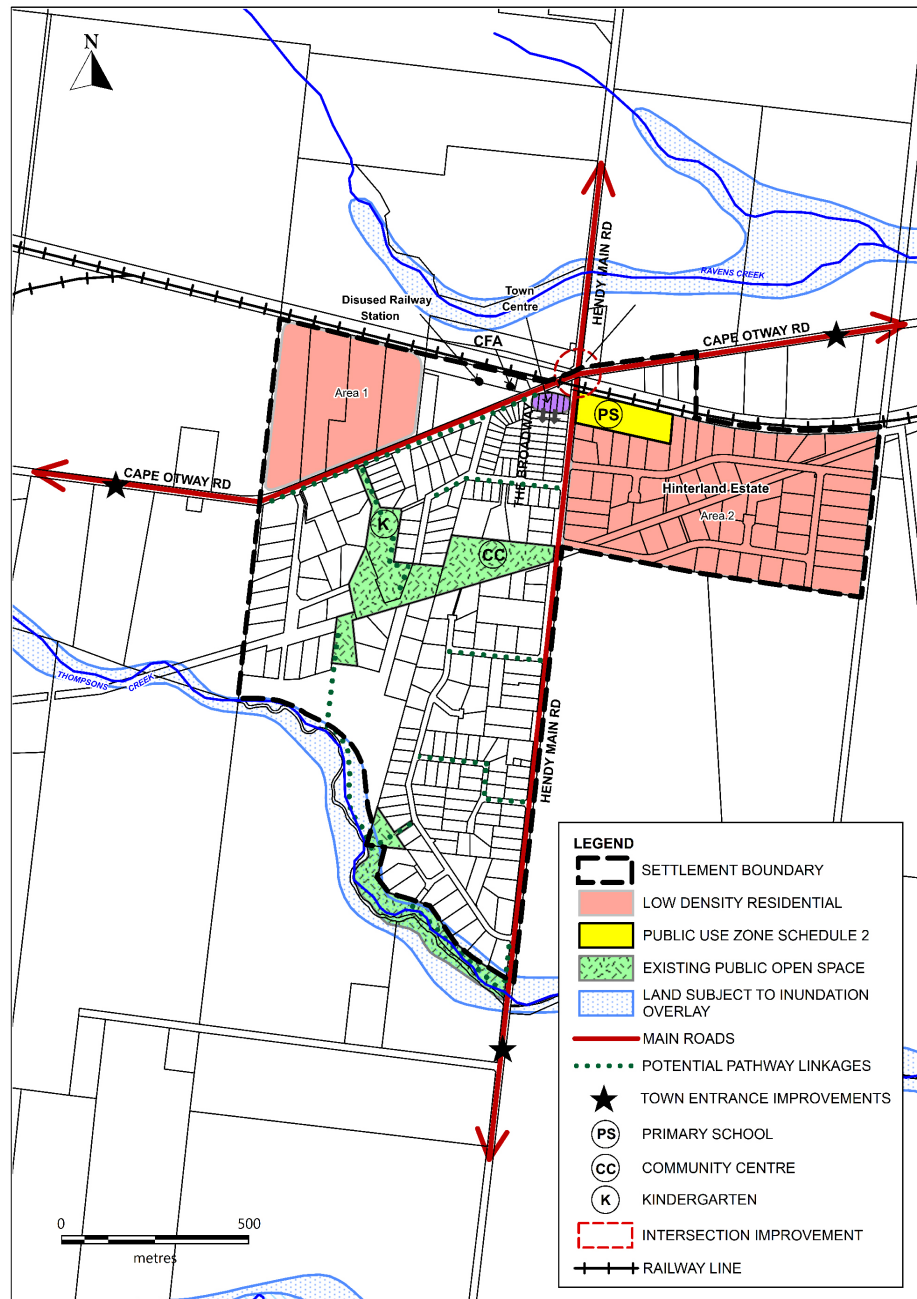 N
HENDY MAIN RD
RAVENS CREEK
Disused Railway
Station
Town
Centre
CFA
CAPE OTWAY RD
Area 1
PS
THE BROADWAY
CAPE OTWAY RD
Hinterland Estate
Area 2
K
CC
THOMPSONS CREEK
HENDY MAIN RD
LEGEND
SETTLEMENT BOUNDARY
LOW DENSITY RESIDENTIAL
PUBLIC USE ZONE SCHEDULE 2
EXISTING PUBLIC OPEN SPACE
LAND SUBJECT TO INUNDATION
OVERLAY
MAIN ROADS
POTENTIAL PATHWAY LINKAGES
TOWN ENTRANCE IMPROVEMENTS
PS PRIMARY SCHOOL
CC COMMUNITY CENTRE
K KINDERGARTEN
INTERSECTION IMPROVEMENT
RAILWAY LINE
0 500
metres